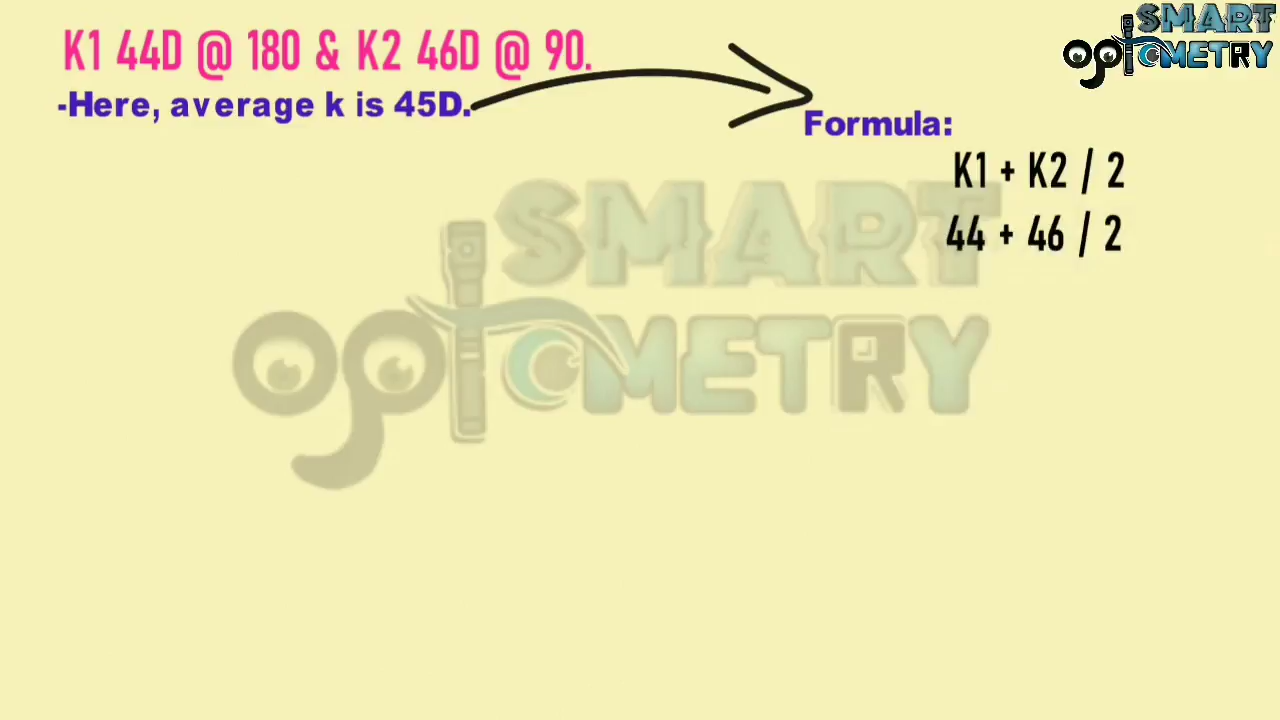 K1 44D @ 180 & K2 46D @ 90.
-Here, average k is 45D.
Formula:
K1 + K2 / 2
44 + 46 / 2
SMART
optOMETRY
SMART
optOMETRY